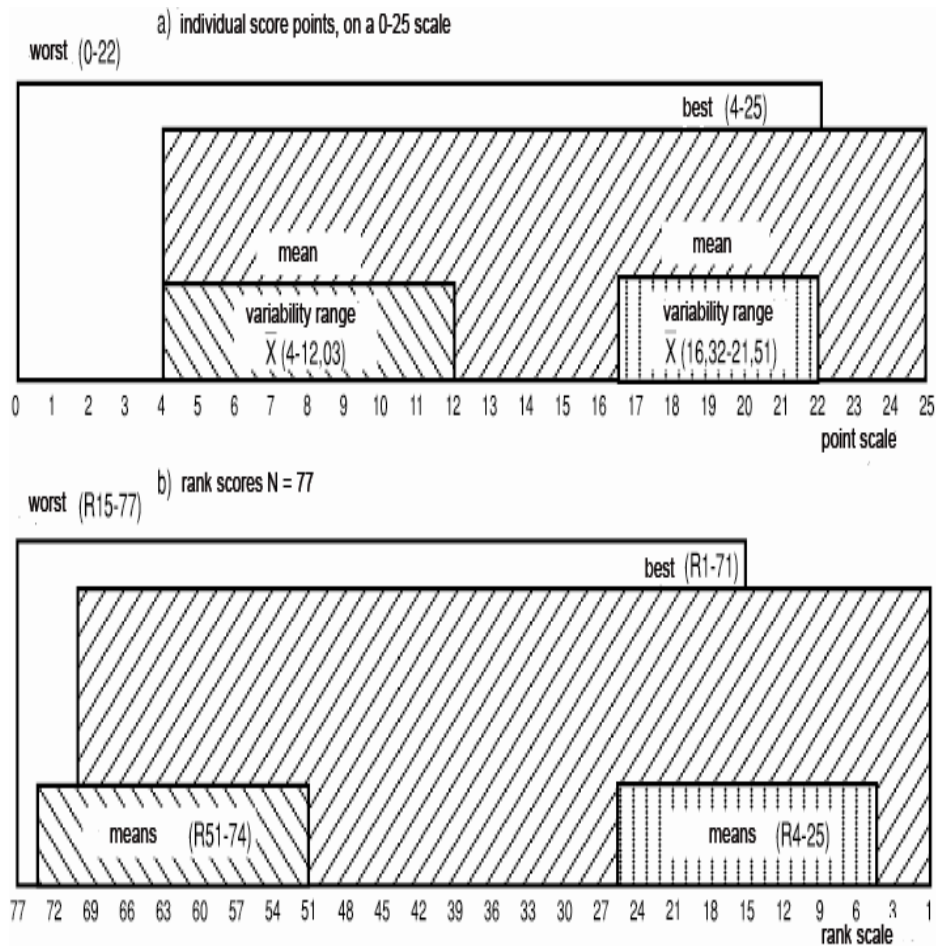 a) individual score points, on a 0-25 scale
worst (0-22)
best (4-25)
mean
mean
variability range
X̅ (4-12,03)
variability range
X̅ (16,32-21,51)
0 1 2 3 4 5 6 7 8 9 10 11 12 13 14 15 16 17 18 19 20 21 22 23 24 25
point scale
b) rank scores N = 77
worst (R15-77)
best (R1-71)
means (R51-74)
means (R4-25)
77 72 69 66 63 60 57 54 51 48 45 42 39 36 33 30 27 24 21 18 15 12 9 6 3 1
rank scale